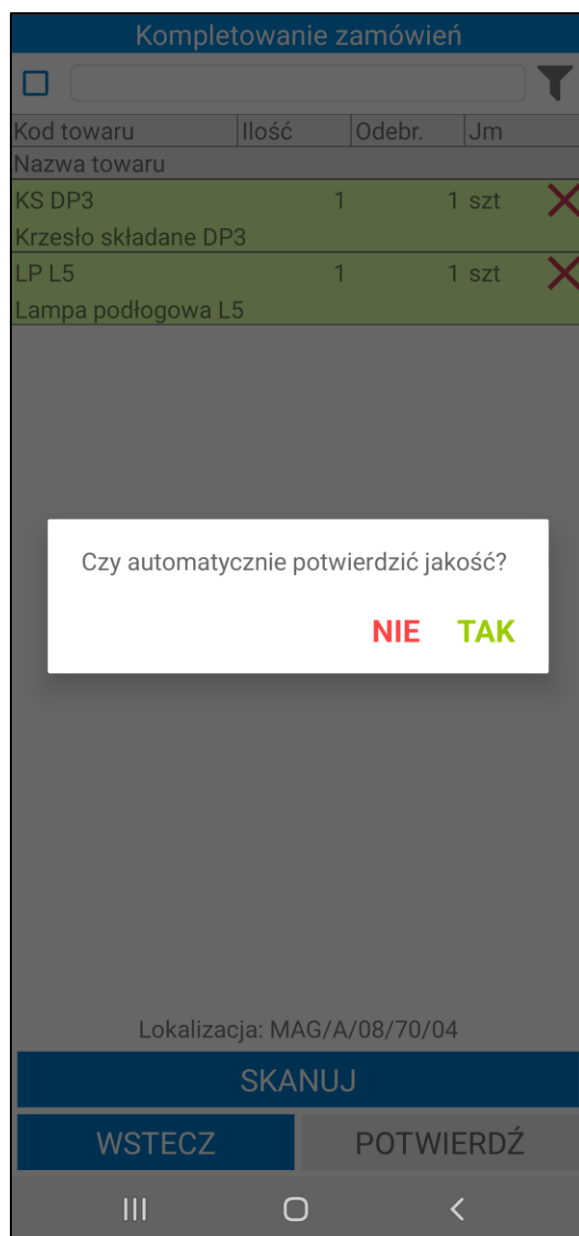 Kompletowanie zamówień
Kod towaru Ilość Odebr. Jm
Nazwa towaru
KS DP3 1 1 szt
Krzesło składane DP3
LP L5 1 1 szt
Lampa podłogowa L5
Czy automatycznie potwierdzić jakość?
NIE TAK
Lokalizacja: MAG/A/08/70/04
SKANUJ
WSTECZ POTWIERDŹ